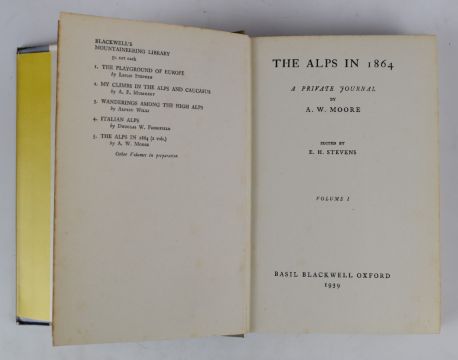 BLACKWELL'S
MOUNTAINEERING LIBRARY
5s. net each
1. THE PLAYGROUND OF EUROPE
by Leslie Stephen
2. MY CLIMBS IN THE ALPS AND CAUCASUS
by A. F. Mummery
3. WANDERINGS AMONG THE HIGH ALPS
by Alfred Wills
4. ITALIAN ALPS
by Douglas W. Freshfield
5. THE ALPS IN 1864 (2 vols.)
by A. W. Moore
Other Volumes in preparation
THE ALPS IN 1864
A PRIVATE JOURNAL
BY
A. W. MOORE
EDITED BY
E. H. STEVENS
VOLUME I
BASIL BLACKWELL OXFORD
1939